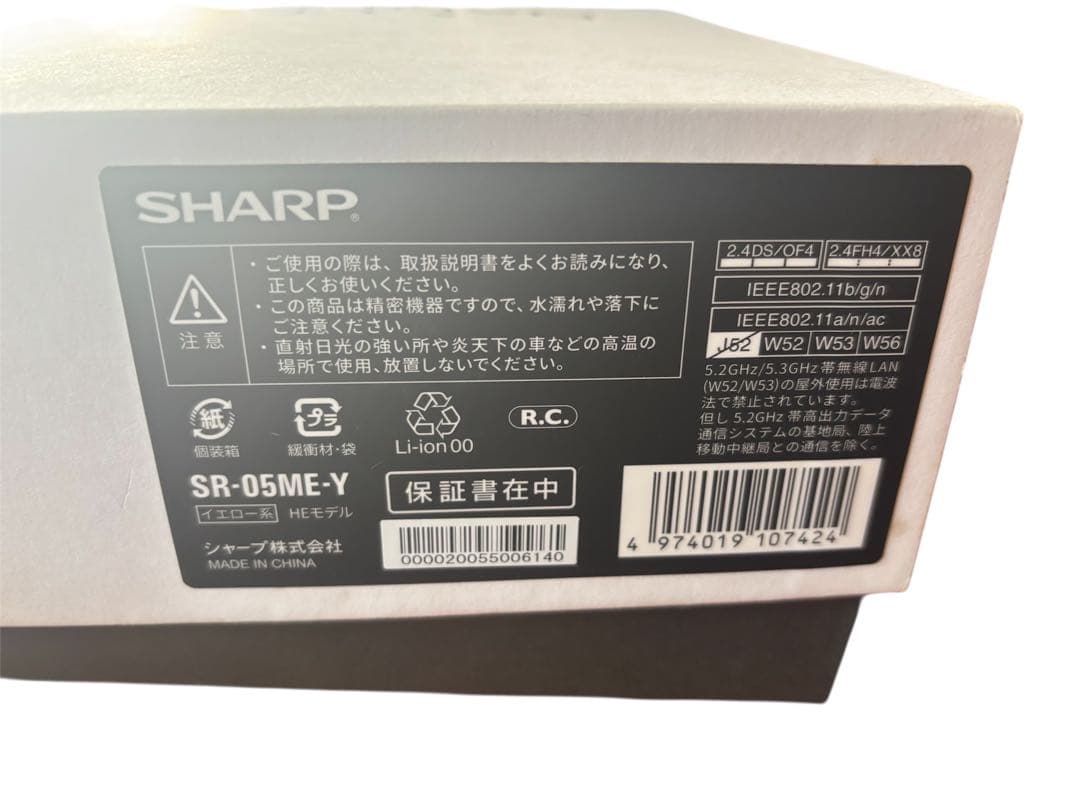 SHARP®
注意
・ご使用の際は、取扱説明書をよくお読みになり、
正しくお使いください。
・この商品は精密機器ですので、水濡れや落下に
ご注意ください。
・直射日光の強い所や炎天下の車などの高温の
場所で使用、放置しないでください。
2.4DS/OF4 2.4FH4/XX8
IEEE802.11b/g/n
IEEE802.11a/n/ac
J52 W52 W53 W56
5.2GHz/5.3GHz帯無線LAN
(W52/W53)の屋外使用は電波
法で禁止されています。
但し 5.2GHz 帯高出力データ
通信システムの基地局、陸上
移動中継局との通信を除く。
紙
個装箱
プラ
緩衝材・袋
Li-ion 00
R.C.
SR-05ME-Y
イエロー系 HEモデル
シャープ株式会社
MADE IN CHINA
保証書在中
000020055006140
4 974019 107424